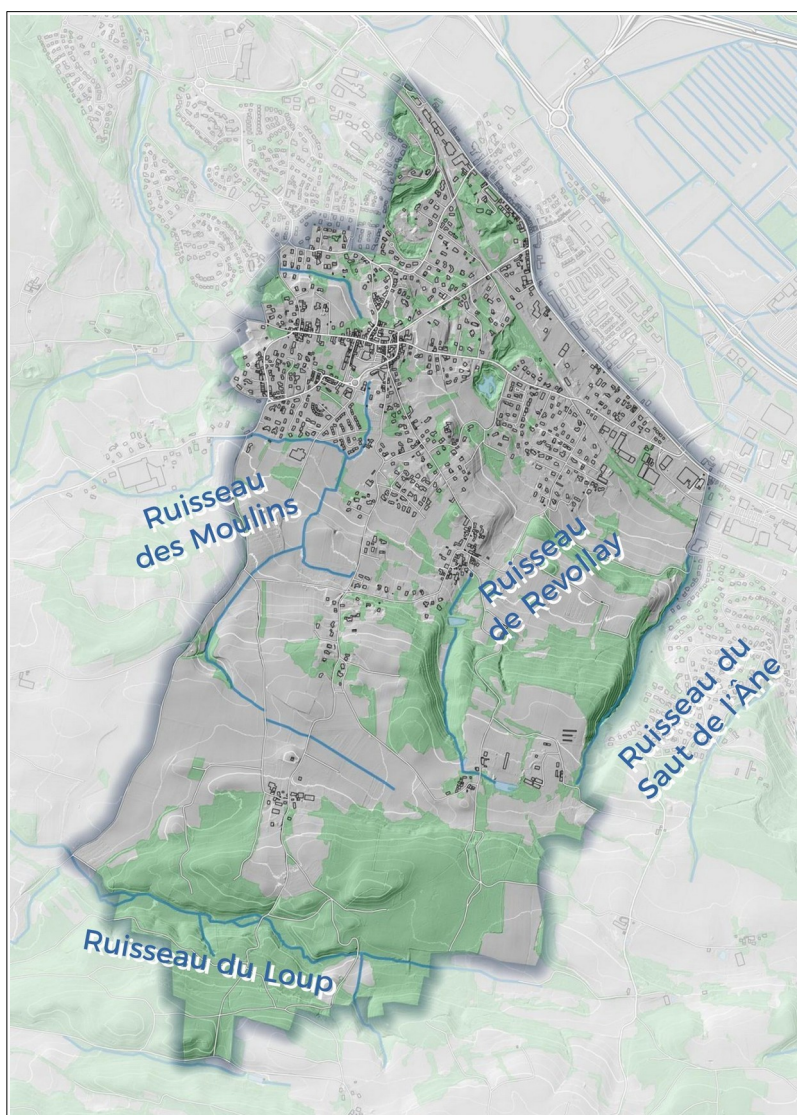 Ruisseau
des Moulins
Ruisseau
de Revollay
Ruisseau du
Saut de l'Âne
Ruisseau du Loup